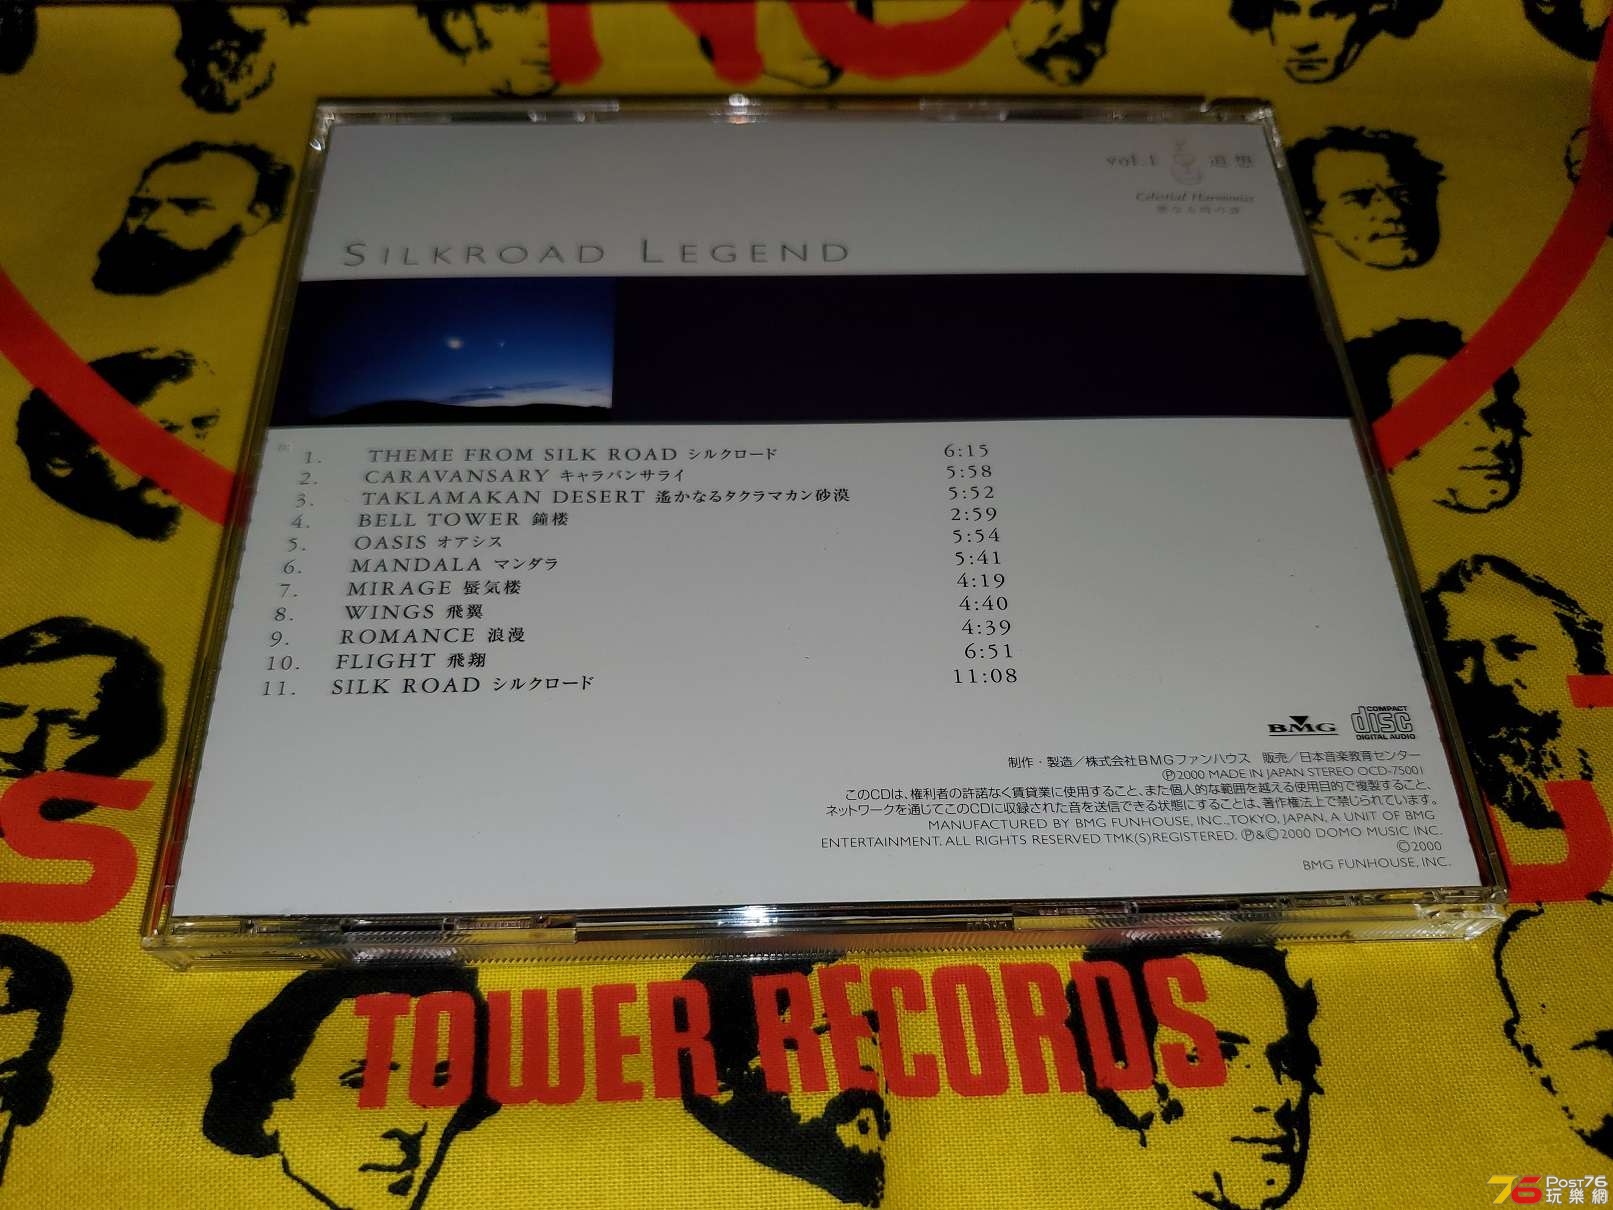 NO
vol.1 追想
Celestial Harmonies
SILKROAD LEGEND
1. THEME FROM SILK ROAD シルクロード 6:15
2. CARAVANSARY キャラバンサライ 5:58
3. TAKLAMAKAN DESERT 遙かなるタクラマカン砂漠 5:52
4. BELL TOWER 鐘楼 2:59
5. OASIS オアシス 5:54
6. MANDALA マンダラ 5:41
7. MIRAGE 蜃気楼 4:19
8. WINGS 飛翼 4:40
9. ROMANCE 浪漫 4:39
10. FLIGHT 飛翔 6:51
11. SILK ROAD シルクロード 11:08
BMG COMPACT disc DIGITAL AUDIO
制作・製造／株式会社BMGファンハウス 販売／日本音楽教育センター
Ⓟ2000 MADE IN JAPAN STEREO OCD-75001
このCDは、権利者の許諾なく賃貸業に使用すること、また個人的な範囲を越える使用目的で複製すること、
ネットワークを通じてこのCDに収録された音を送信できる状態にすることは、著作権法上で禁じられています。
MANUFACTURED BY BMG FUNHOUSE, INC.,TOKYO, JAPAN, A UNIT OF BMG
ENTERTAINMENT. ALL RIGHTS RESERVED TMK(S)REGISTERED. Ⓟ&©2000 DOMO MUSIC INC.
©2000
BMG FUNHOUSE, INC.
TOWER RECORDS
76 Post76
玩樂網